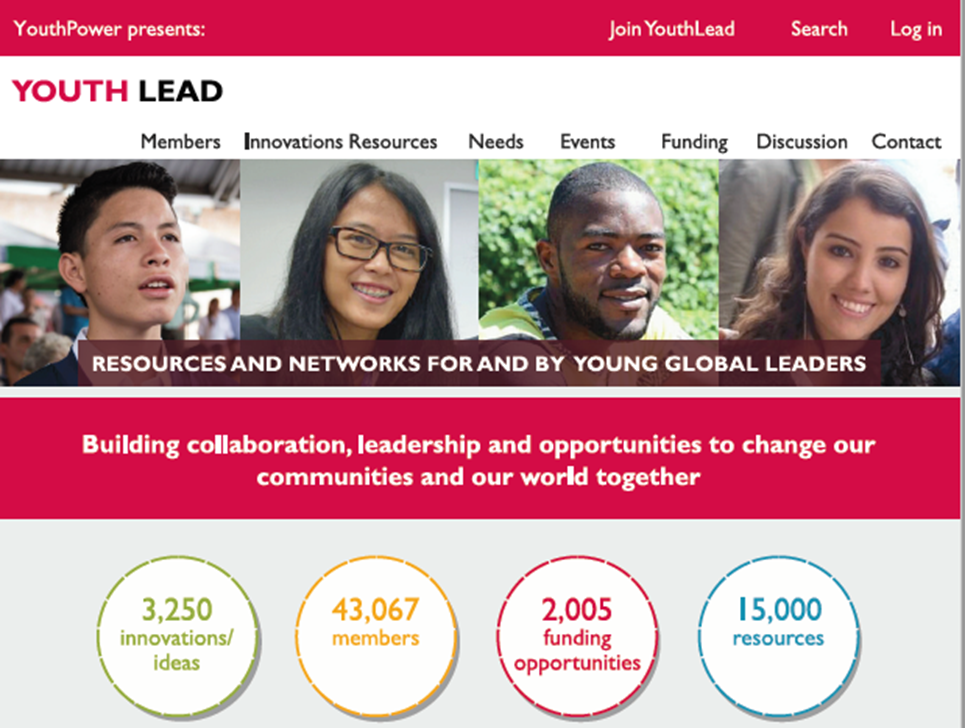 YouthPower presents: Join YouthLead Search Log in
YOUTH LEAD
Members Innovations Resources Needs Events Funding Discussion Contact
RESOURCES AND NETWORKS FOR AND BY YOUNG GLOBAL LEADERS
Building collaboration, leadership and opportunities to change our
communities and our world together
3,250
innovations/
ideas
43,067
members
2,005
funding
opportunities
15,000
resources